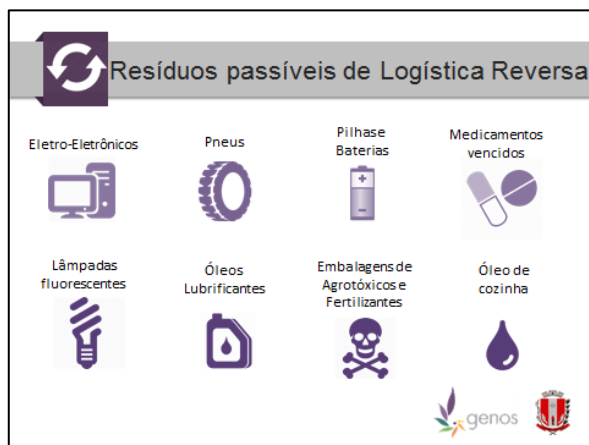 Resíduos passíveis de Logística Reversa
Eletro-Eletrônicos
Pneus
Pilhase
Baterias
Medicamentos
vencidos
Lâmpadas
fluorescentes
Óleos
Lubrificantes
Embalagens de
Agrotóxicos e
Fertilizantes
Óleo de
cozinha
genos